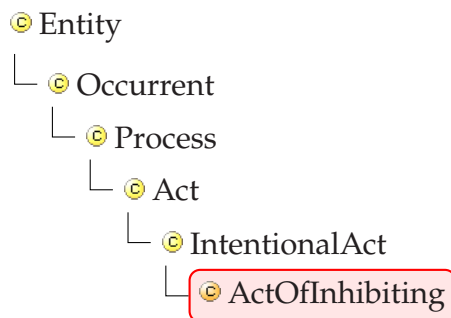 © Entity
© Occurrent
© Process
© Act
© IntentionalAct
© ActOfInhibiting